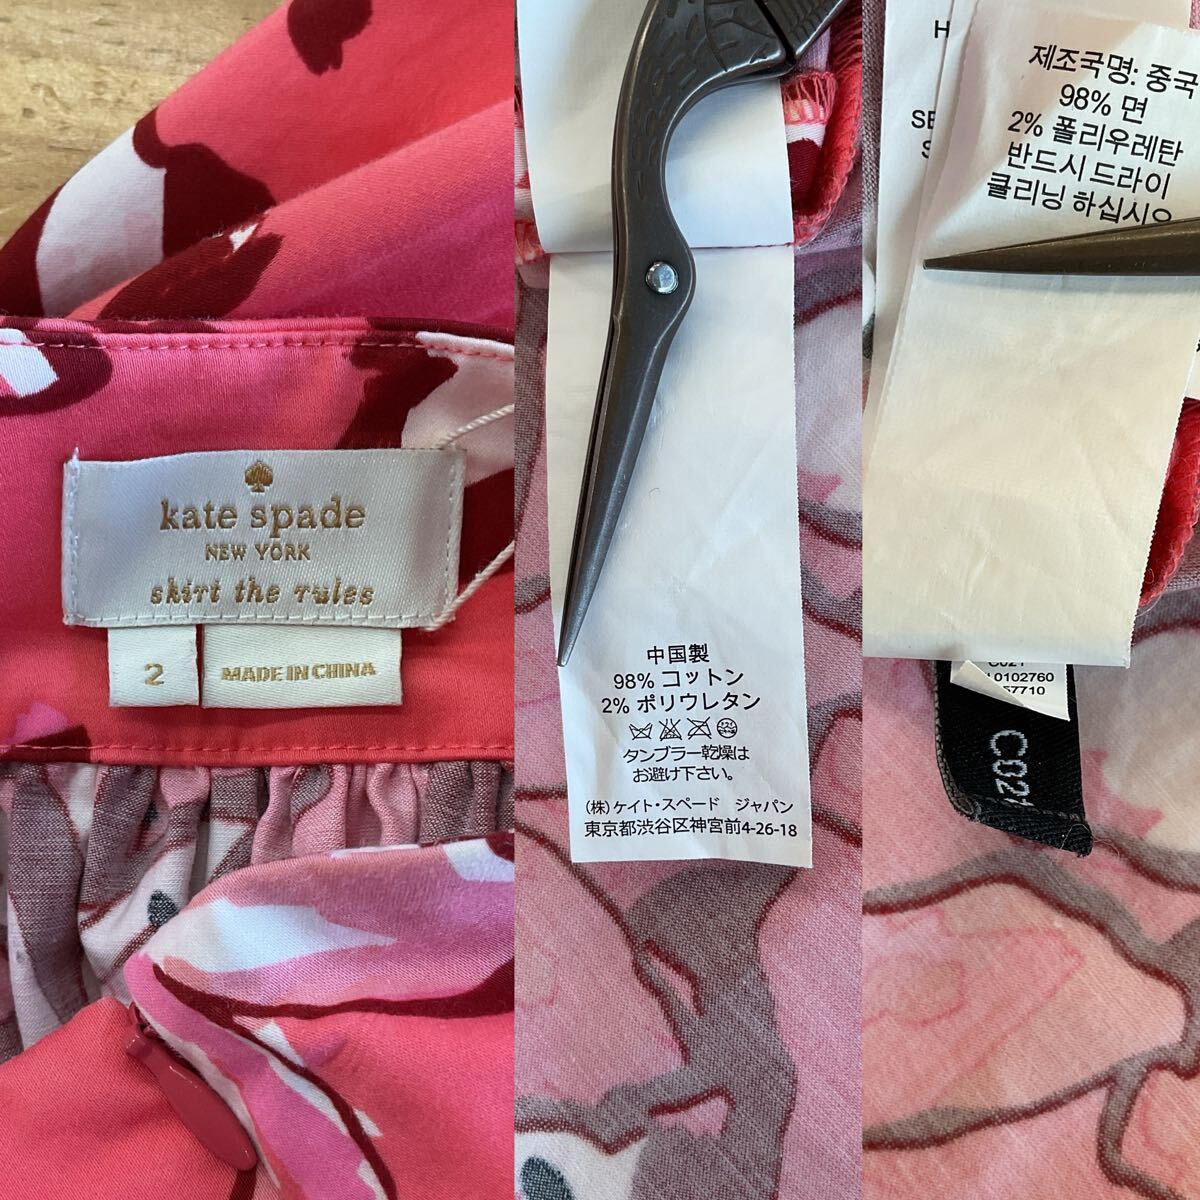 kate spade
NEW YORK
skirt the rules
2
MADE IN CHINA
中国製
98% コットン
2% ポリウレタン
タンブラー乾燥は
お避け下さい。
(株)ケイト・スペード ジャパン
東京都渋谷区神宮前4-26-18
H
SE
S
제조국명: 중국
98% 면
2% 폴리우레탄
반드시 드라이
클리닝 하십시오
0102760
57710
C02